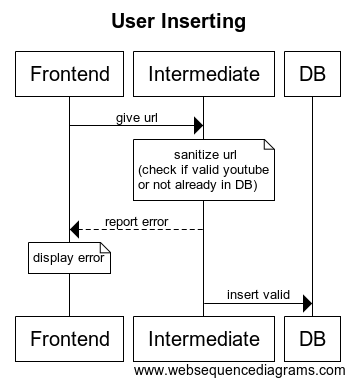 User Inserting
Frontend Intermediate DB
give url
sanitize url
(check if valid youtube
or not already in DB)
report error
display error
insert valid
Frontend Intermediate DB
www.websequencediagrams.com